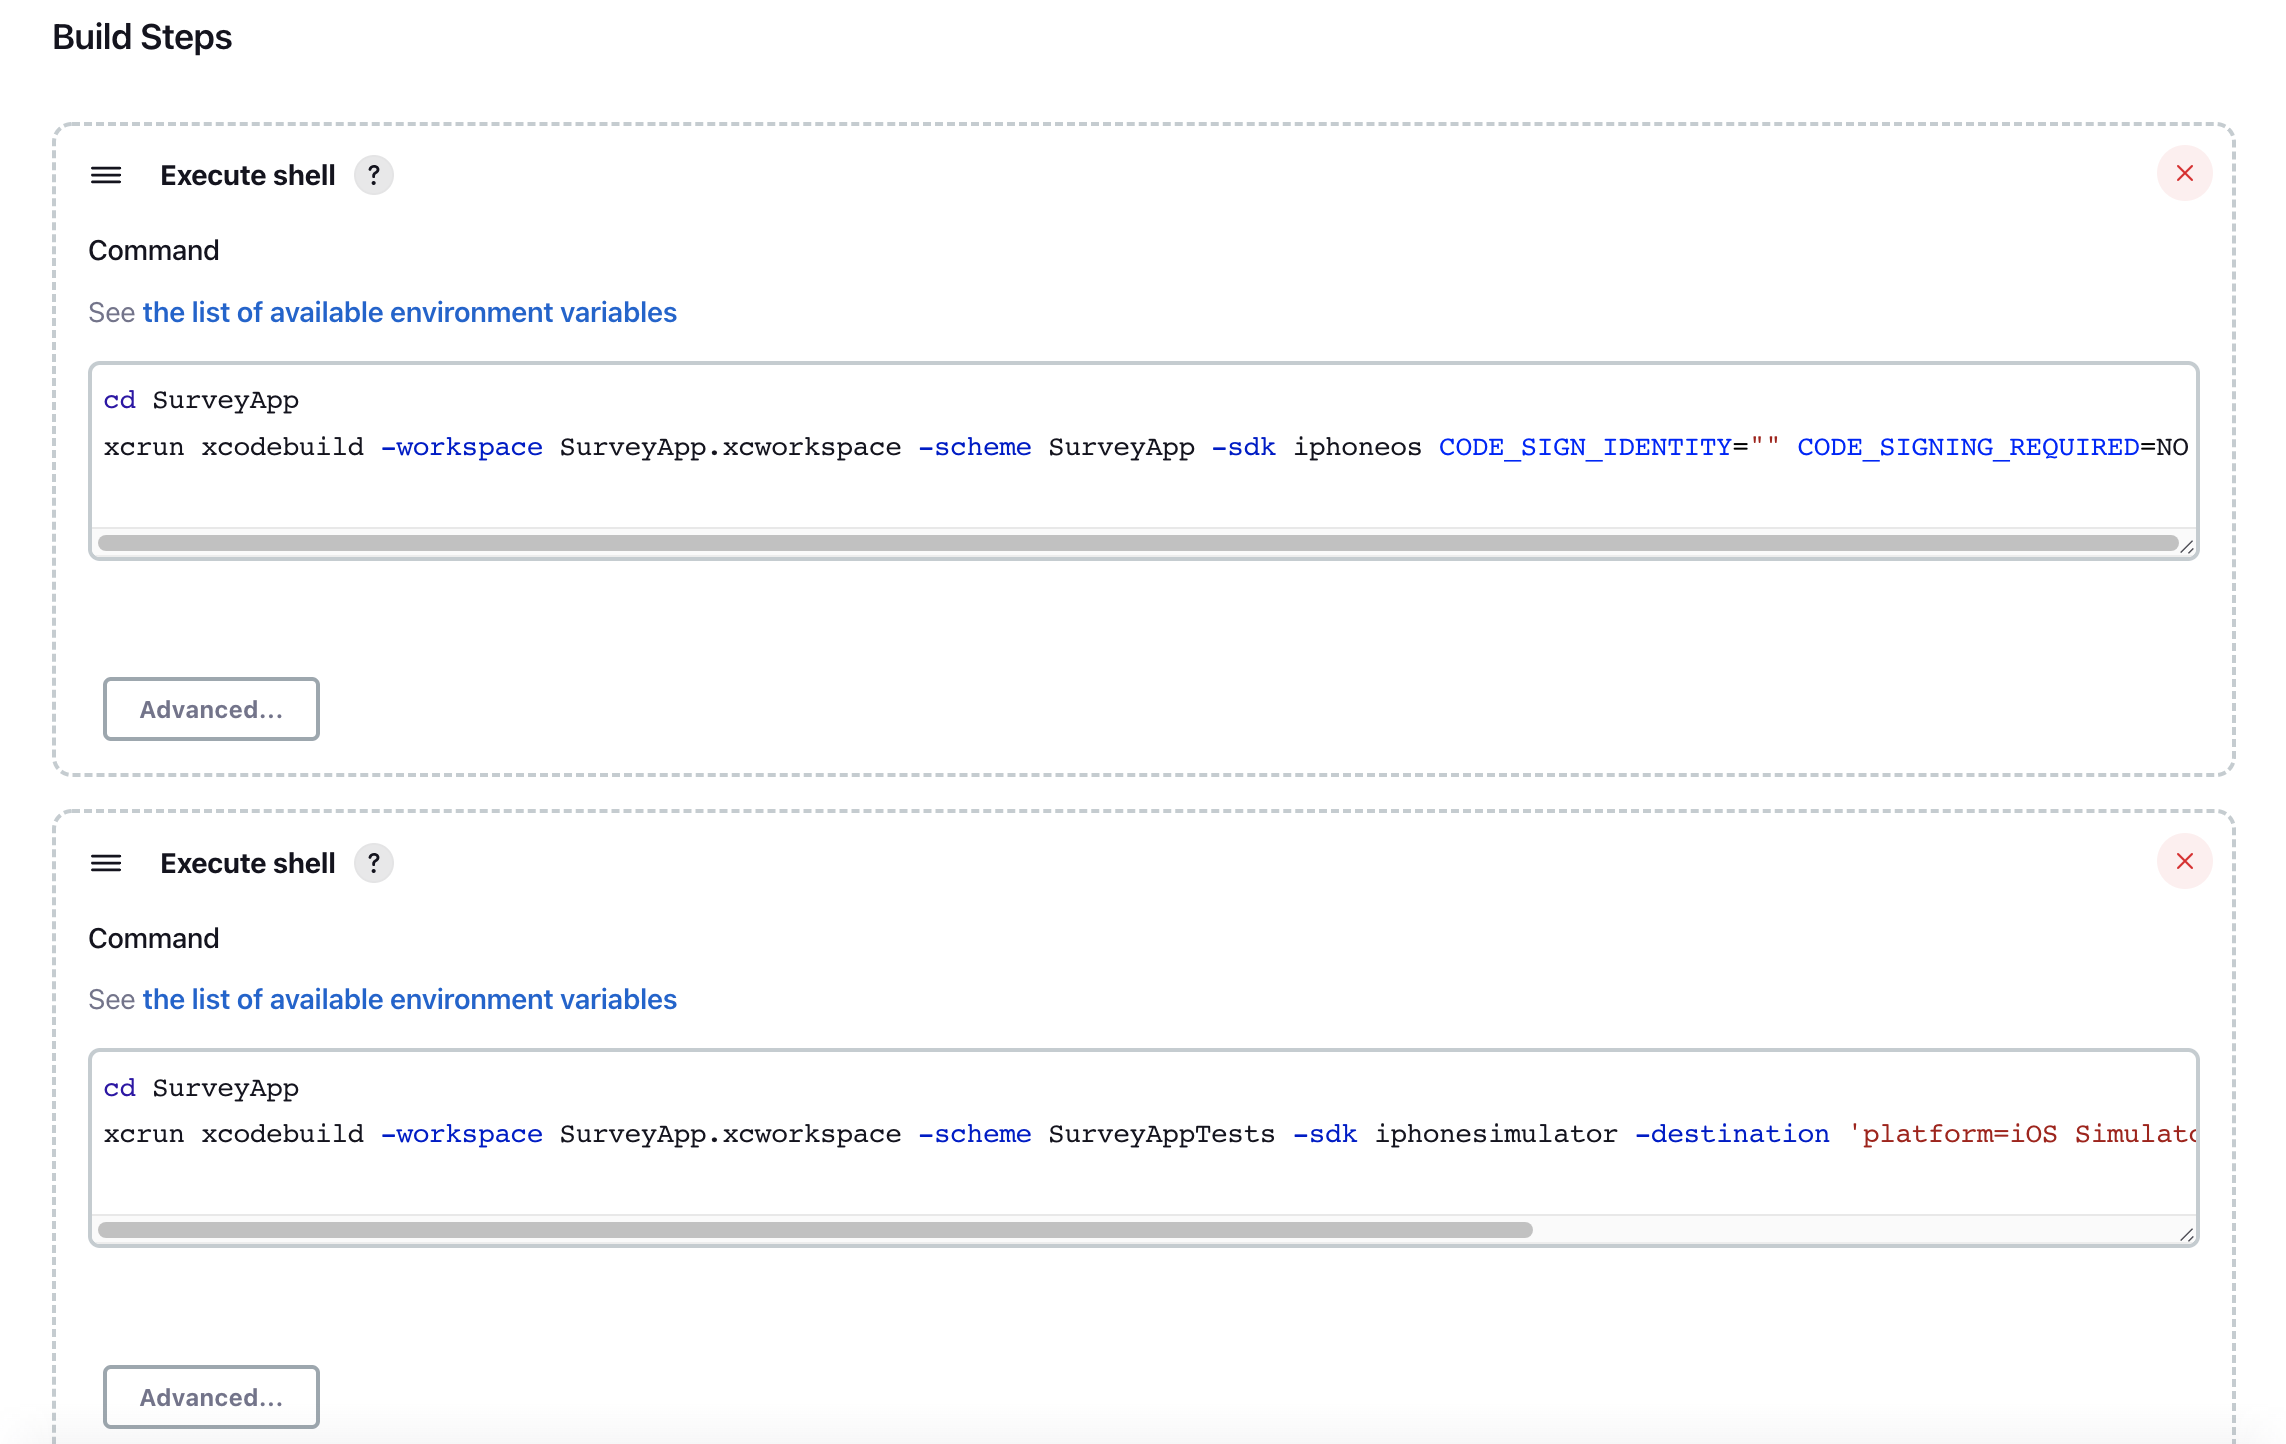 Build Steps
Execute shell ?
Command
See the list of available environment variables
cd SurveyApp
xcrun xcodebuild -workspace SurveyApp.xcworkspace -scheme SurveyApp -sdk iphoneos CODE_SIGN_IDENTITY="" CODE_SIGNING_REQUIRED=NO
Advanced...
Execute shell ?
Command
See the list of available environment variables
cd SurveyApp
xcrun xcodebuild -workspace SurveyApp.xcworkspace -scheme SurveyAppTests -sdk iphonesimulator -destination 'platform=iOS Simulato
Advanced...